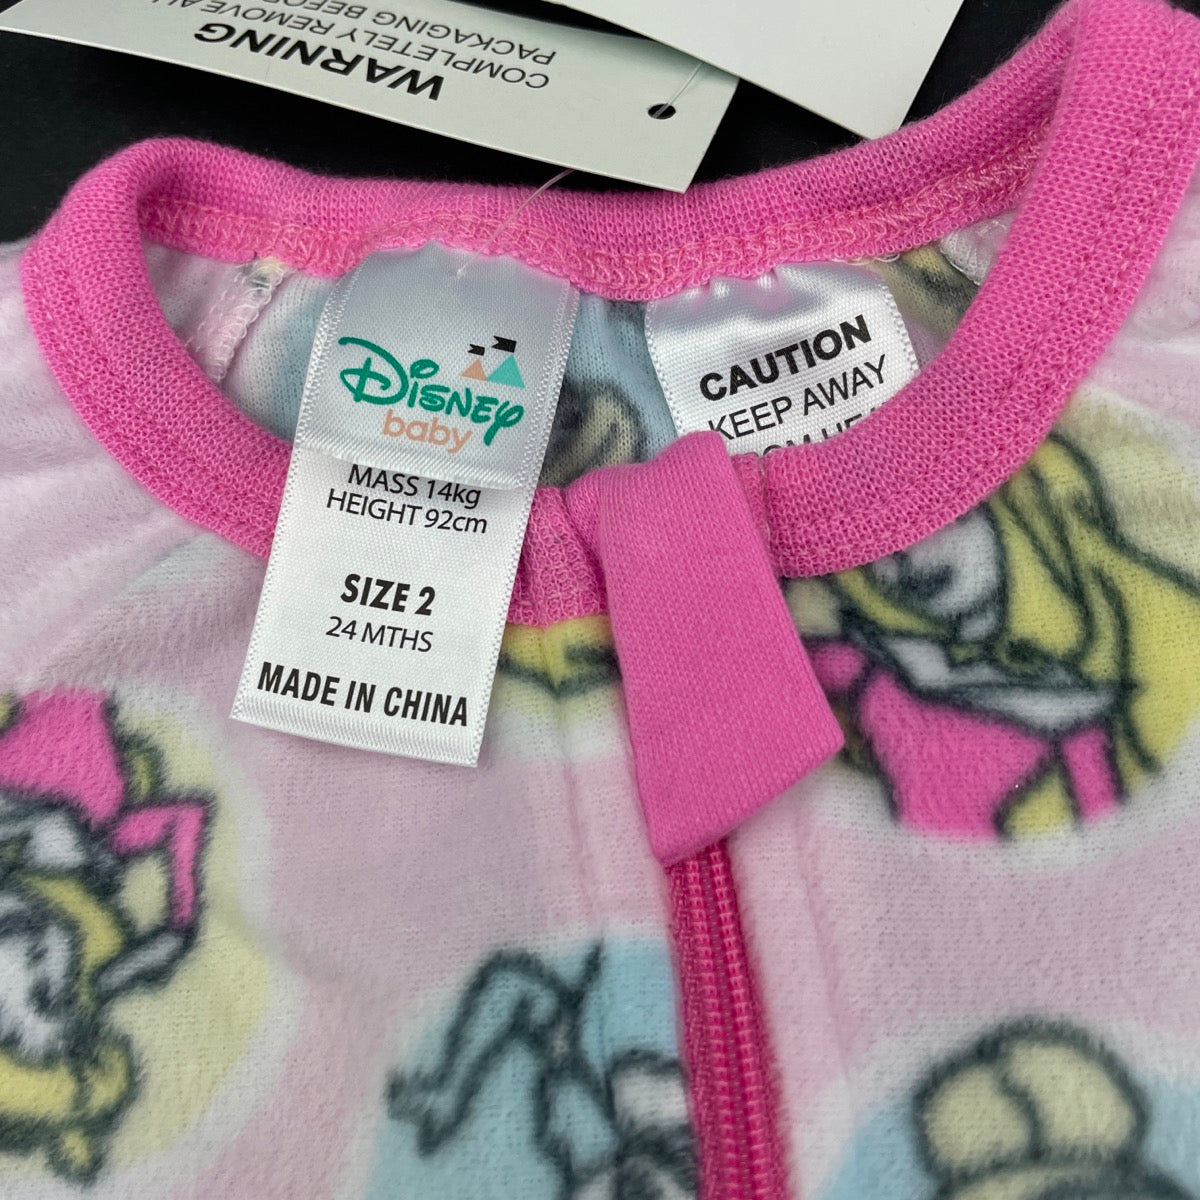 WARNING
COMPLETELY REMOVE ALL
PACKAGING BEFORE
Disney
baby
MASS 14kg
HEIGHT 92cm
SIZE 2
24 MTHS
MADE IN CHINA
CAUTION
KEEP AWAY